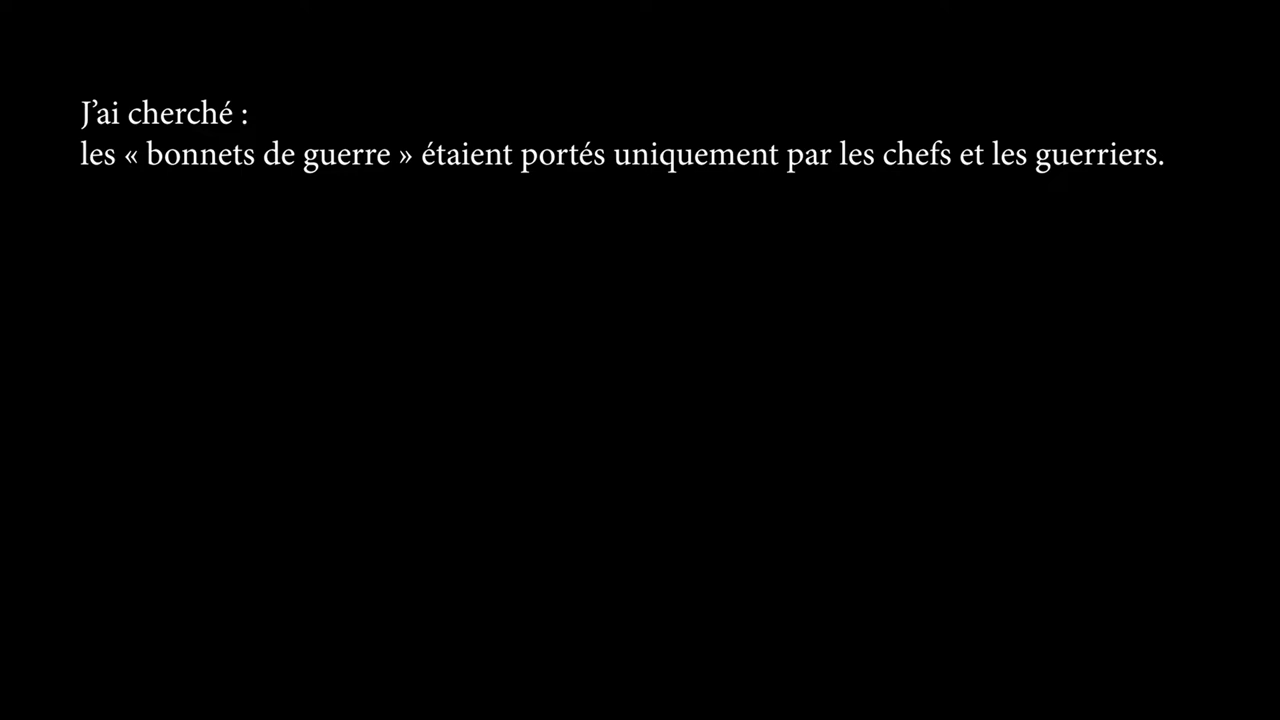 J’ai cherché :
les « bonnets de guerre » étaient portés uniquement par les chefs et les guerriers.